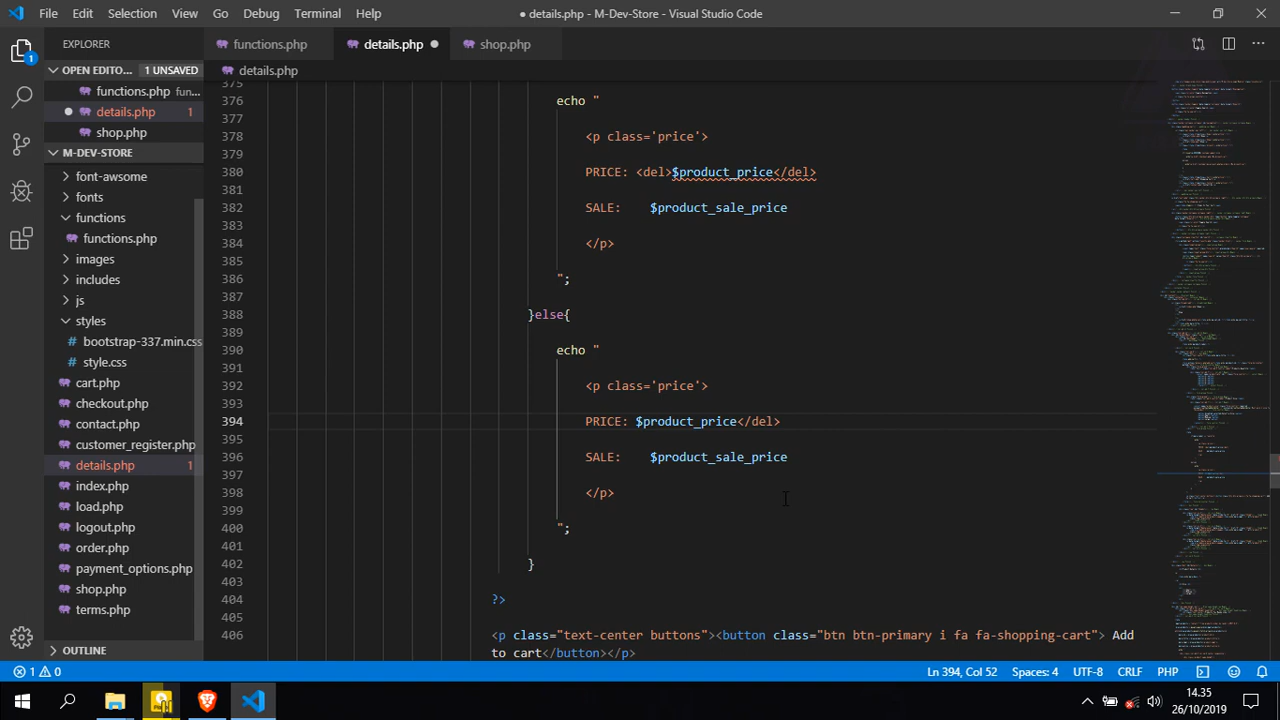 File Edit Selection View Go Debug Terminal Help
● details.php - M-Dev-Store - Visual Studio Code
EXPLORER
functions.php
details.php
shop.php
OPEN EDITO... 1 UNSAVED
details.php
functions.php fun...
details.php 1
shop.php
M-DEV-STORE
font-awsome
fonts
functions
functions.php
images
includes
js
styles
bootstrap-337.min.css
style.css
cart.php
checkout.php
contact.php
customer_register.php
details.php 1
index.php
load.php
logout.php
order.php
payment_options.php
shop.php
terms.php
OUTLINE
375
376 echo "
377
378 <p class='price'>
379
380 PRICE: <del>$product_price</del>
381
382 SALE: $product_sale_price
383
384 </p>
385
386 ";
387
388 }else{
389
390 echo "
391
392 <p class='price'>
393
394 PRICE: $product_price</del>
395
396 SALE: $product_sale_price
397
398 </p>
399
400 ";
401
402 }
403
404 ?>
405
406 class="text-center buttons"><button class="btn btn-primary fa fa-shopping-cart"> Add
cart</button></p>
1 0
Ln 394, Col 52 Spaces: 4 UTF-8 CRLF PHP
14.35
26/10/2019